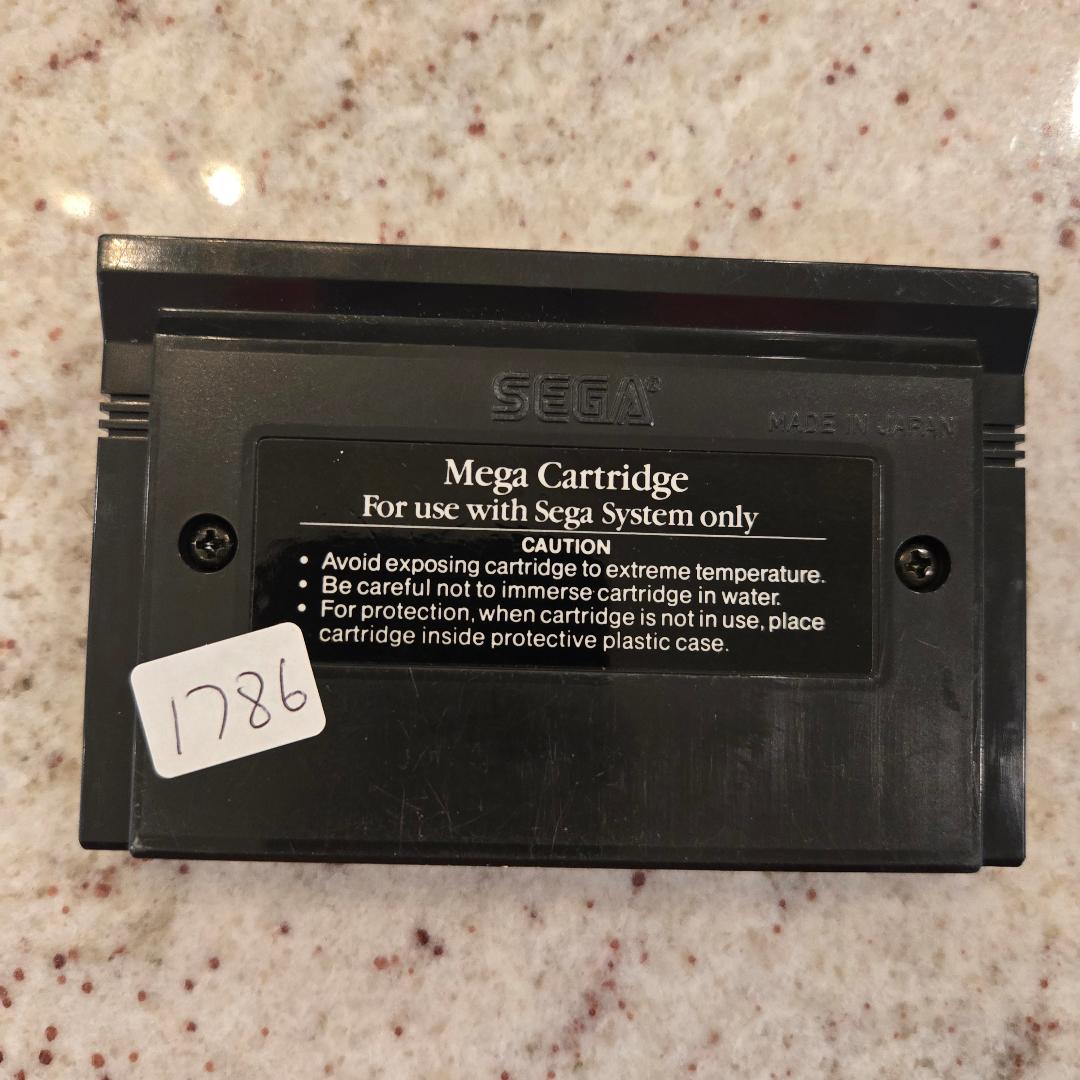 SEGA®
MADE IN JAPAN
Mega Cartridge
For use with Sega System only
CAUTION
• Avoid exposing cartridge to extreme temperature.
• Be careful not to immerse cartridge in water.
• For protection, when cartridge is not in use, place
cartridge inside protective plastic case.
1786